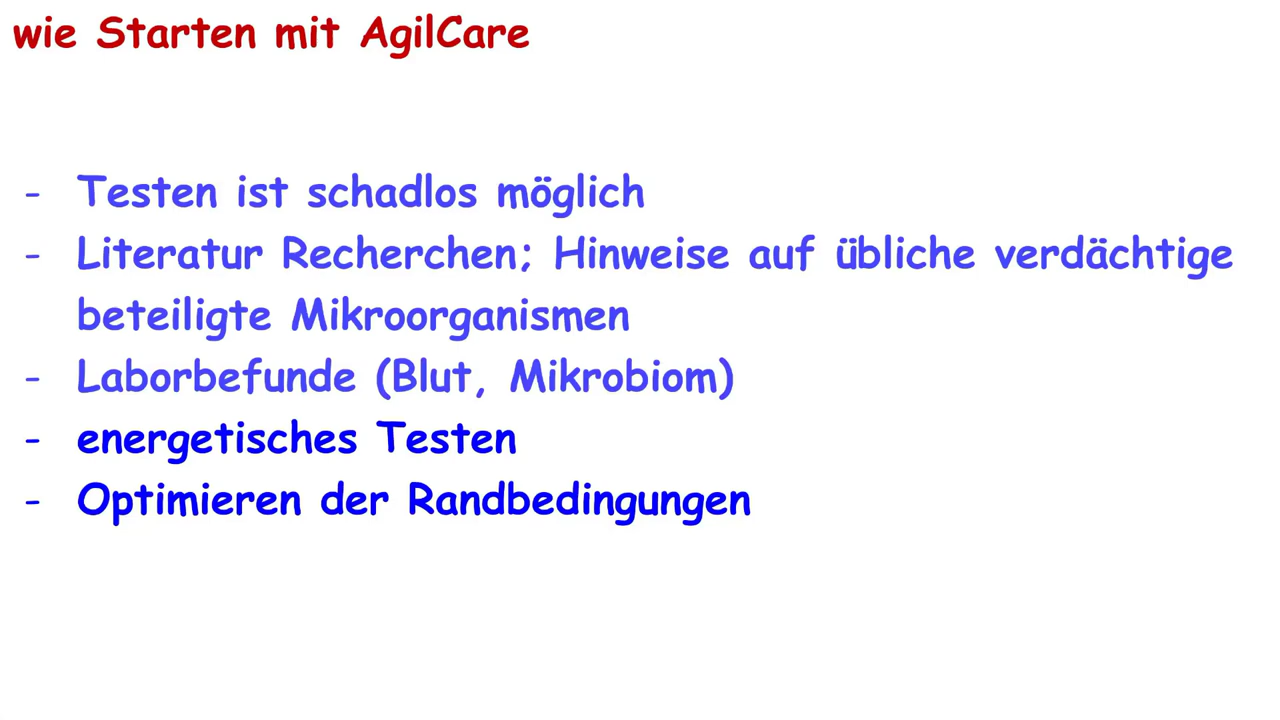 wie Starten mit AgilCare
- Testen ist schadlos möglich
- Literatur Recherchen; Hinweise auf übliche verdächtige
beteiligte Mikroorganismen
- Laborbefunde (Blut, Mikrobiom)
- energetisches Testen
- Optimieren der Randbedingungen